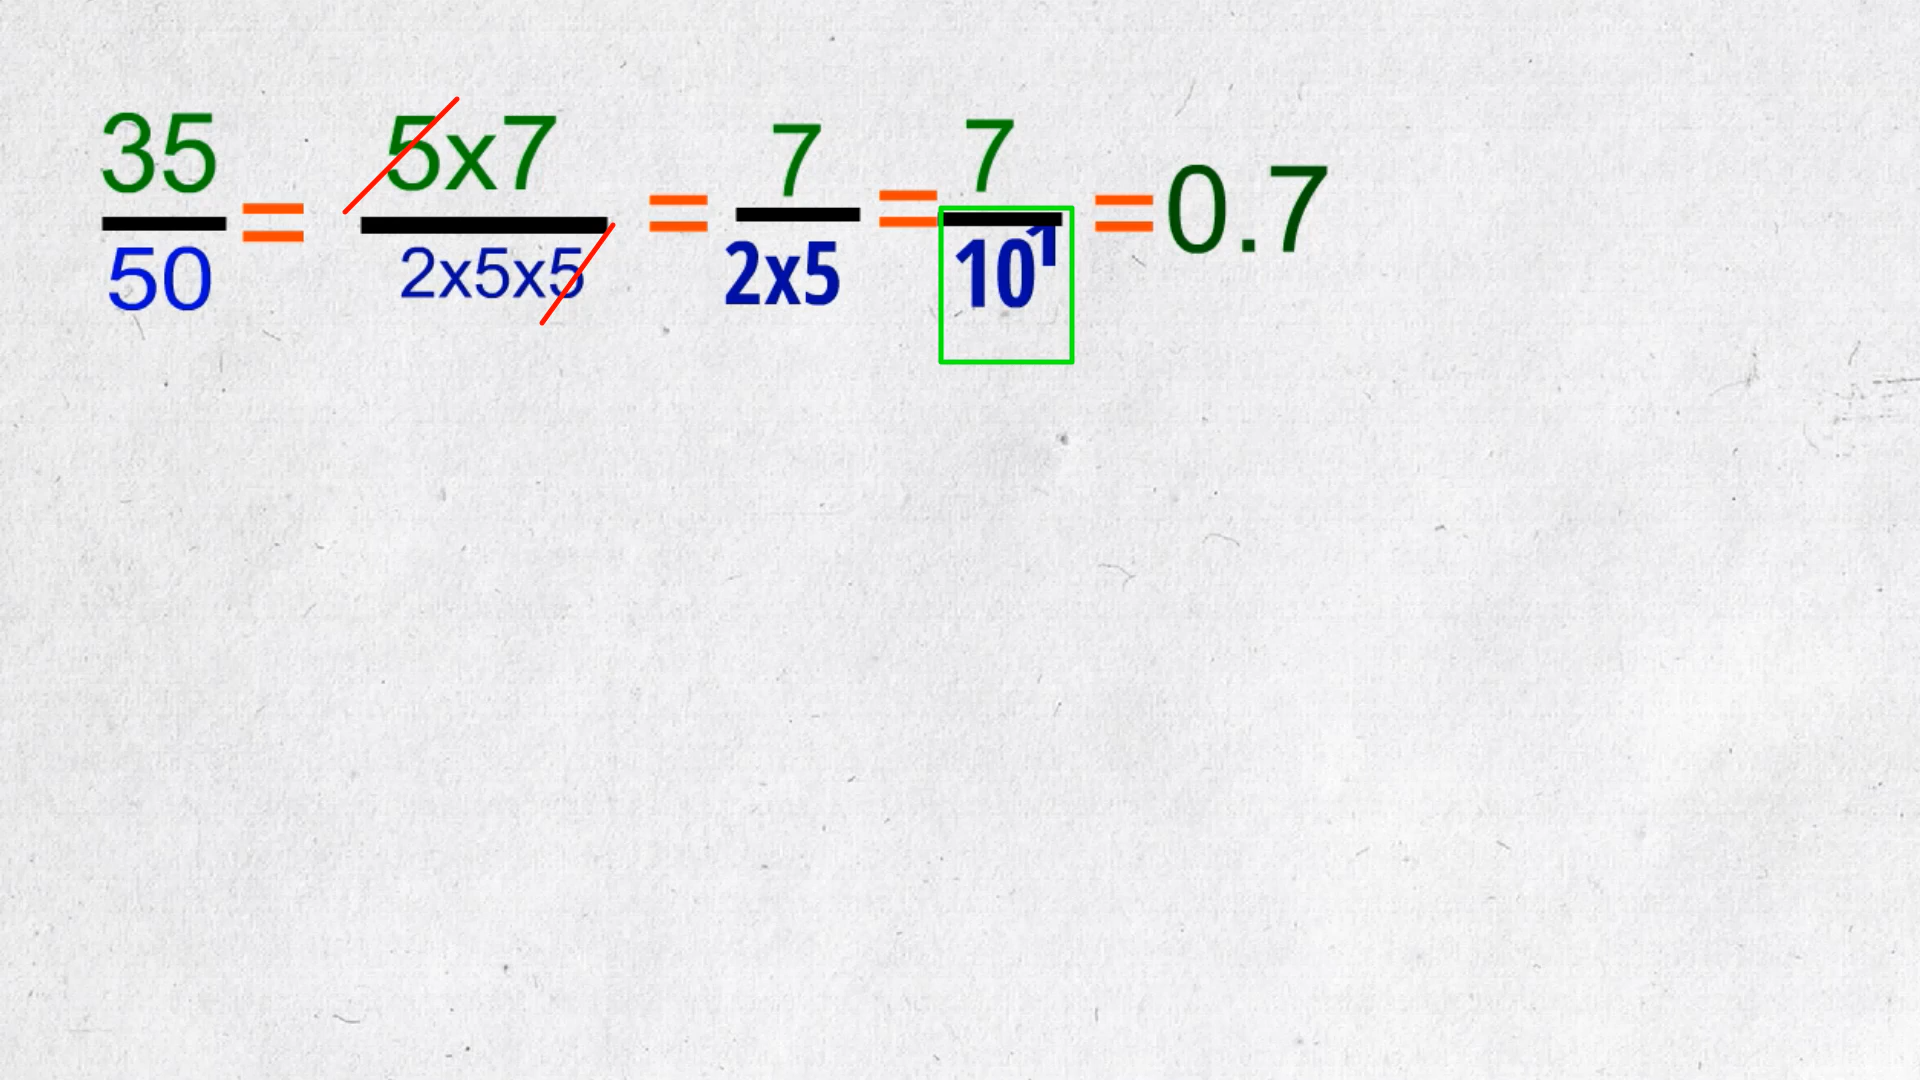 35/50 = 5x7/2x5x5 = 7/2x5 = 7/10¹ = 0.7